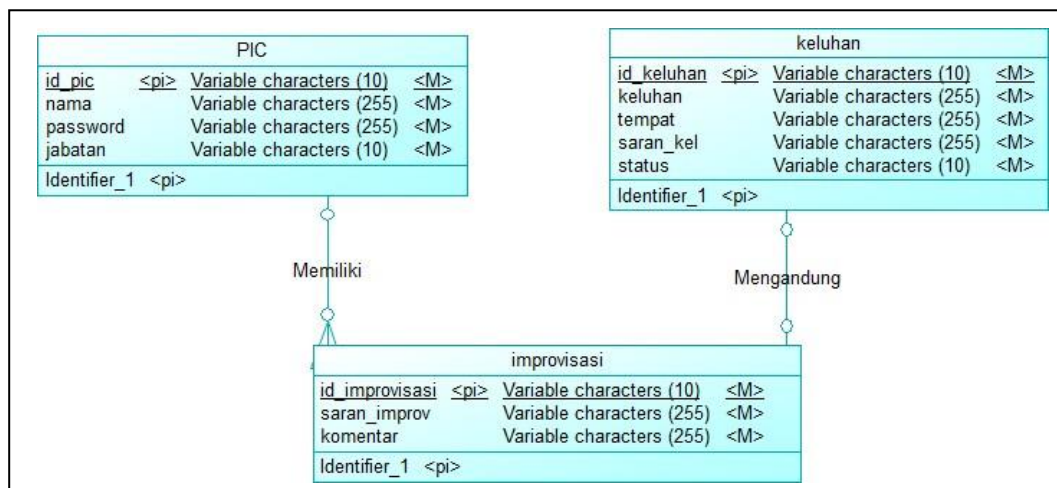 PIC
id_pic <pi> Variable characters (10) <M>
nama Variable characters (255) <M>
password Variable characters (255) <M>
jabatan Variable characters (10) <M>
Identifier_1 <pi>
keluhan
id_keluhan <pi> Variable characters (10) <M>
keluhan Variable characters (255) <M>
tempat Variable characters (255) <M>
saran_kel Variable characters (255) <M>
status Variable characters (10) <M>
Identifier_1 <pi>
Memiliki
Mengandung
improvisasi
id_improvisasi <pi> Variable characters (10) <M>
saran_improv Variable characters (255) <M>
komentar Variable characters (255) <M>
Identifier_1 <pi>